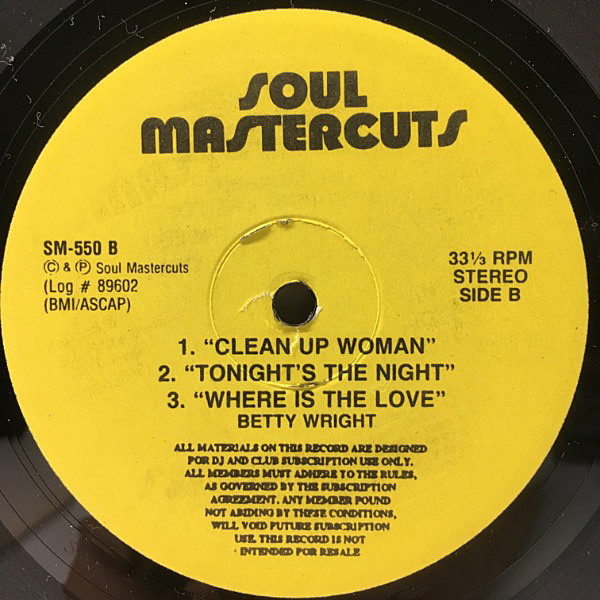 SOUL
MASTERCUTS
SM-550 B
© & ℗ Soul Mastercuts
(Log # 89602
(BMI/ASCAP)
33⅓ RPM
STEREO
SIDE B
1. “CLEAN UP WOMAN”
2. “TONIGHT'S THE NIGHT”
3. “WHERE IS THE LOVE”
BETTY WRIGHT
ALL MATERIALS ON THIS RECORD ARE DESIGNED
FOR DJ AND CLUB SUBSCRIPTION USE ONLY.
ALL MEMBERS MUST ADHERE TO THE RULES,
AS GOVERNED BY THE SUBSCRIPTION
AGREEMENT. ANY MEMBER FOUND
NOT ABIDING BY THESE CONDITIONS,
WILL VOID FUTURE SUBSCRIPTION
USE. THIS RECORD IS NOT
INTENDED FOR RESALE